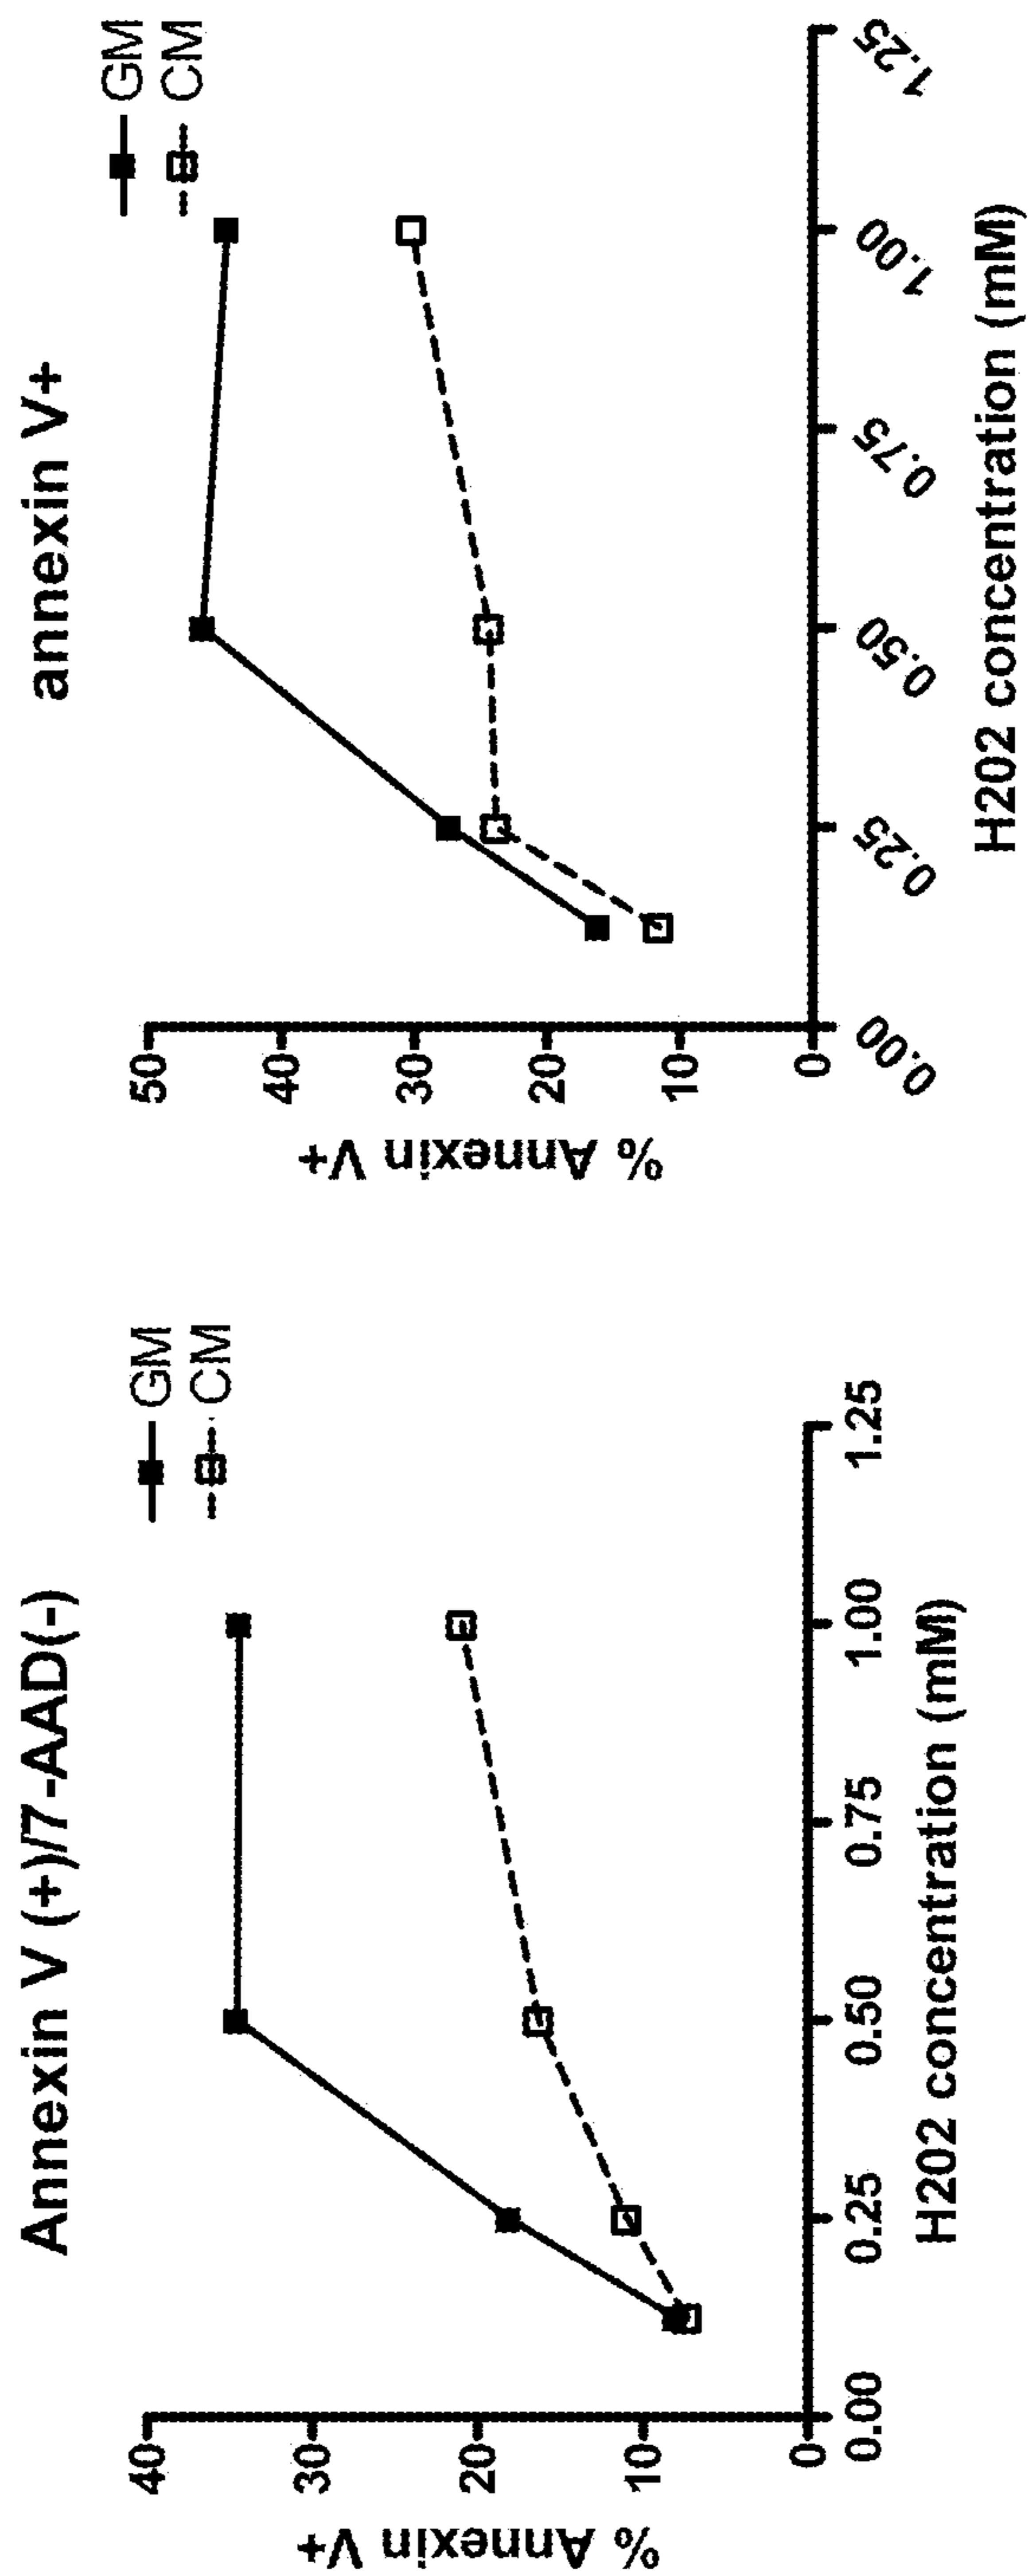 Annexin V (+)/7-AAD(-)
GM
CM
% Annexin V+
40
30
20
10
0
0.00
0.25
0.50
0.75
1.00
1.25
H202 concentration (mM)
annexin V+
GM
CM
% Annexin V+
50
40
30
20
10
0
0.00
0.25
0.50
0.75
1.00
1.25
H202 concentration (mM)